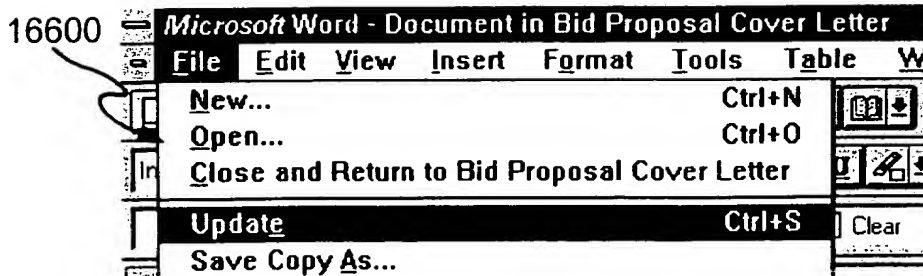 16600
Microsoft Word - Document in Bid Proposal Cover Letter
File Edit View Insert Format Tools Table W
New... Ctrl+N
Open... Ctrl+O
In Close and Return to Bid Proposal Cover Letter U
Update Ctrl+S Clear
Save Copy As...